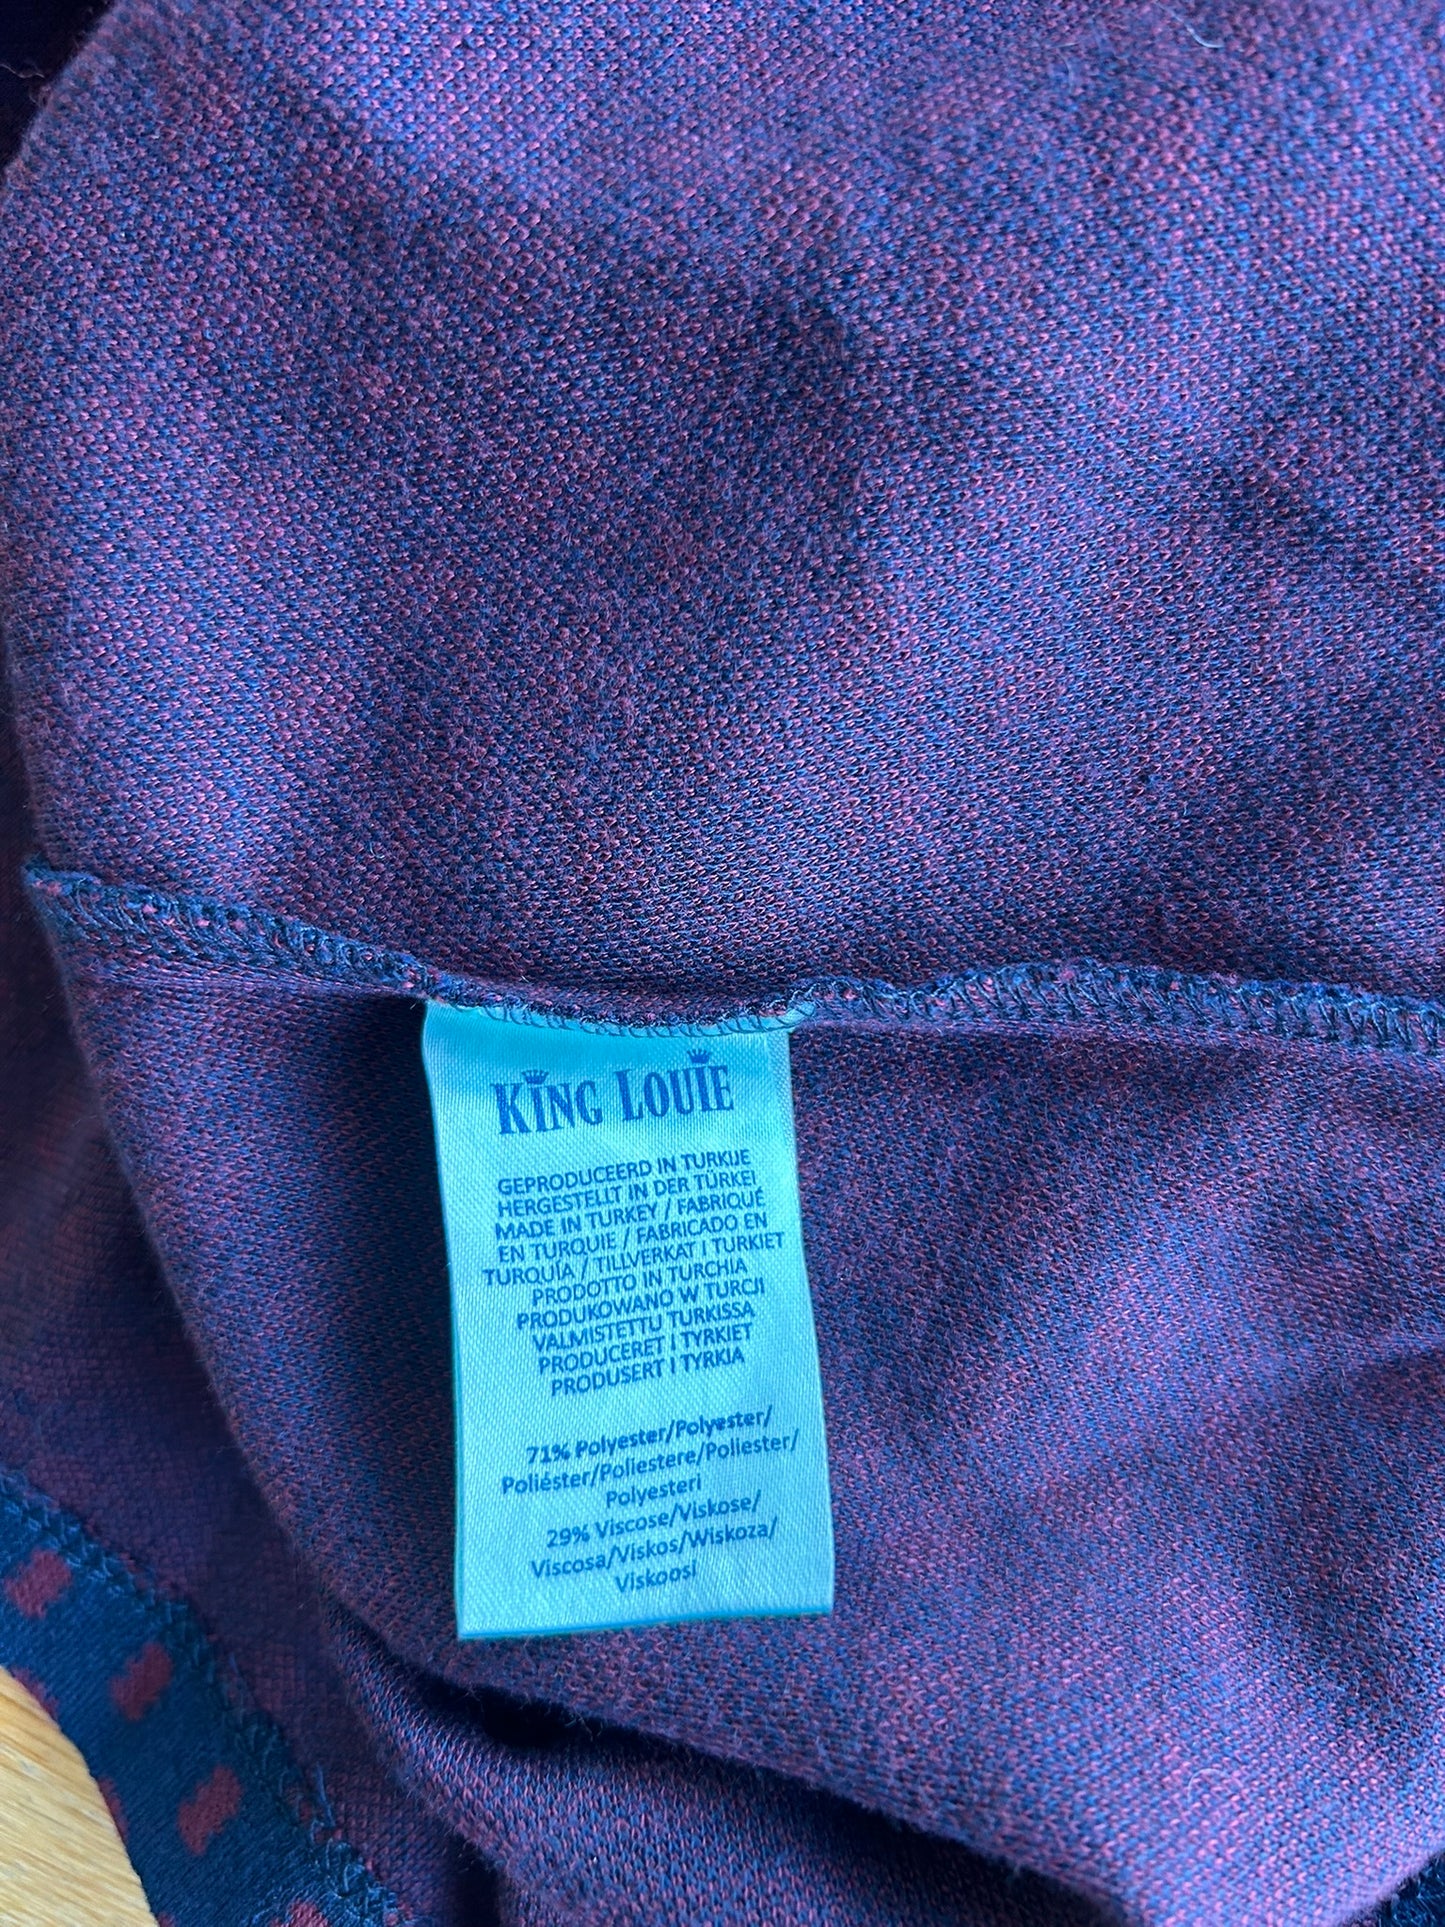 KING LOUIE
GEPRODUCEERD IN TURKIJE
HERGESTELLT IN DER TÜRKEI
MADE IN TURKEY / FABRIQUÉ
EN TURQUIE / FABRICADO EN
TURQUÍA / TILLVERKAT I TURKIET
PRODOTTO IN TURCHIA
PRODUKOWANO W TURCJI
VALMISTETTU TURKISSA
PRODUCERET I TYRKIET
PRODUSERT I TYRKIA
71% Polyester/Polyester/
Poliéster/Poliestere/Poliester/
Polyesteri
29% Viscose/Viskose/
Viscosa/Viskos/Wiskoza/
Viskoosi